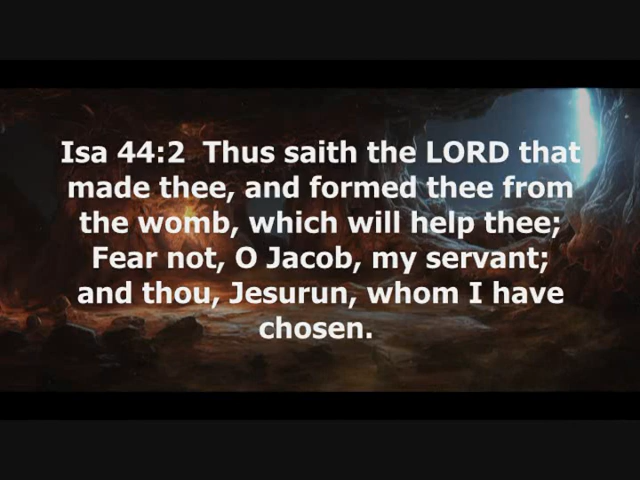 Isa 44:2  Thus saith the LORD that
made thee, and formed thee from
the womb, which will help thee;
Fear not, O Jacob, my servant;
and thou, Jesurun, whom I have
chosen.